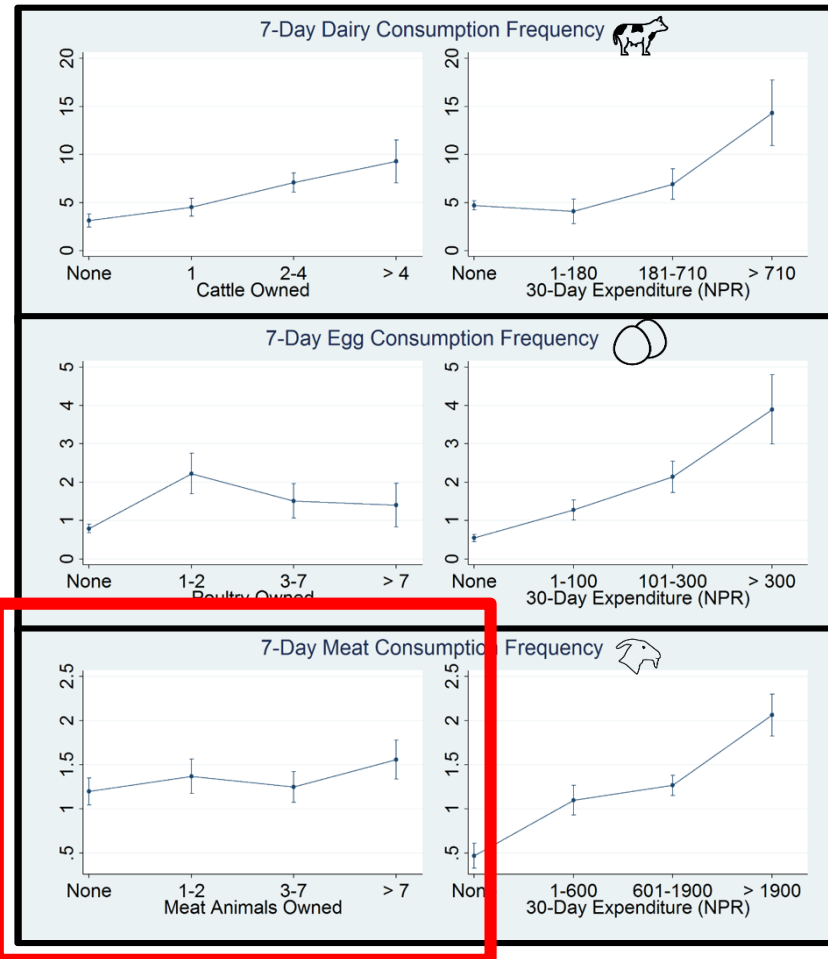 7-Day Dairy Consumption Frequency
20
15
10
5
0
None 1 2-4 > 4
Cattle Owned
20
15
10
5
0
None 1-180 181-710 > 710
30-Day Expenditure (NPR)
7-Day Egg Consumption Frequency
5
4
3
2
1
0
None 1-2 3-7 > 7
Poultry Owned
5
4
3
2
1
0
None 1-100 101-300 > 300
30-Day Expenditure (NPR)
7-Day Meat Consumption Frequency
2.5
2
1.5
1
.5
None 1-2 3-7 > 7
Meat Animals Owned
2.5
2
1.5
1
.5
None 1-600 601-1900 > 1900
30-Day Expenditure (NPR)